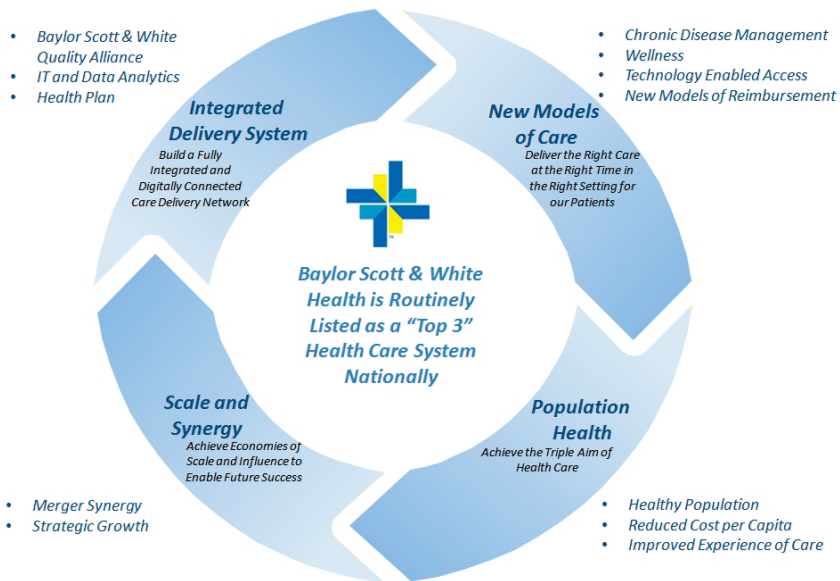 • Baylor Scott & White
Quality Alliance
• IT and Data Analytics
• Health Plan
Integrated
Delivery System
Build a Fully
Integrated and
Digitally Connected
Care Delivery Network
• Chronic Disease Management
• Wellness
• Technology Enabled Access
• New Models of Reimbursement
New Models
of Care
Deliver the Right Care
at the Right Time in
the Right Setting for
our Patients
Baylor Scott & White
Health is Routinely
Listed as a “Top 3”
Health Care System
Nationally
Scale and
Synergy
Achieve Economies of
Scale and Influence to
Enable Future Success
• Merger Synergy
• Strategic Growth
Population
Health
Achieve the Triple Aim of
Health Care
• Healthy Population
• Reduced Cost per Capita
• Improved Experience of Care